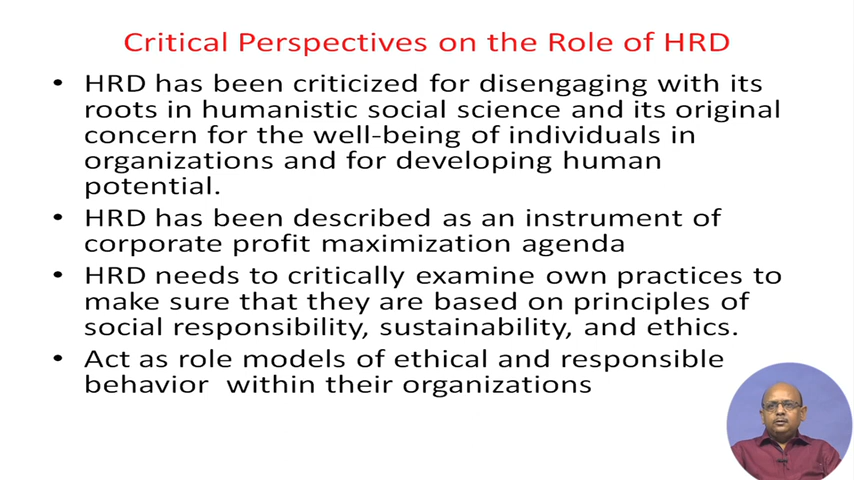 Critical Perspectives on the Role of HRD
• HRD has been criticized for disengaging with its
roots in humanistic social science and its original
concern for the well-being of individuals in
organizations and for developing human
potential.
• HRD has been described as an instrument of
corporate profit maximization agenda
• HRD needs to critically examine own practices to
make sure that they are based on principles of
social responsibility, sustainability, and ethics.
• Act as role models of ethical and responsible
behavior  within their organizations